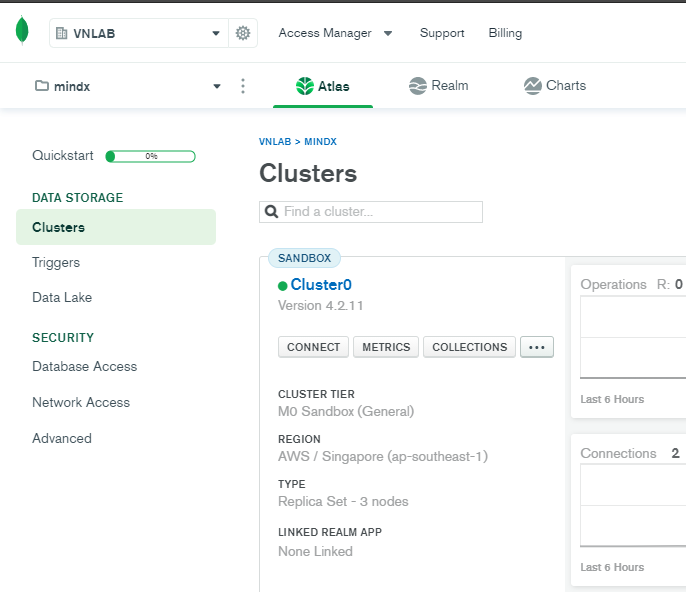 VNLAB
Access Manager
Support
Billing
mindx
Atlas
Realm
Charts
Quickstart
0%
DATA STORAGE
Clusters
Triggers
Data Lake
SECURITY
Database Access
Network Access
Advanced
VNLAB > MINDX
Clusters
Find a cluster...
SANDBOX
Cluster0
Version 4.2.11
CONNECT
METRICS
COLLECTIONS
...
CLUSTER TIER
M0 Sandbox (General)
REGION
AWS / Singapore (ap-southeast-1)
TYPE
Replica Set - 3 nodes
LINKED REALM APP
None Linked
Operations R: 0
Last 6 Hours
Connections 2
Last 6 Hours